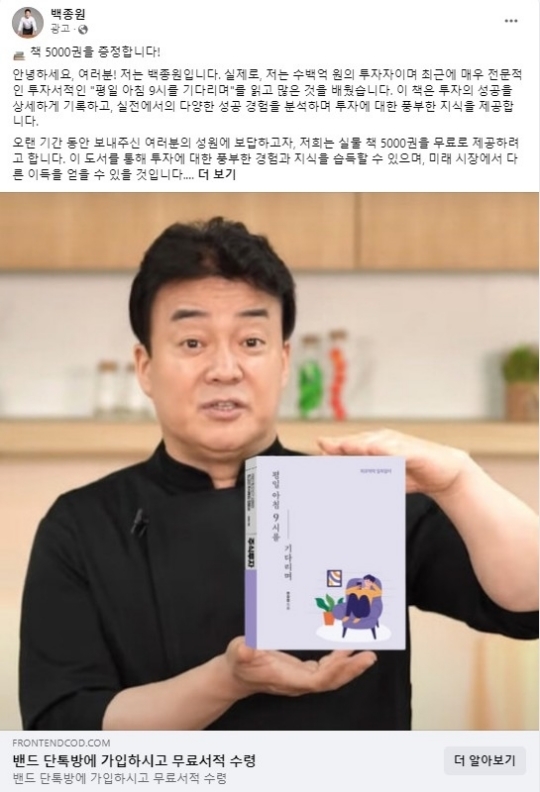 백종원
광고 ·
책 5000권을 증정합니다!
안녕하세요, 여러분! 저는 백종원입니다. 실제로, 저는 수백억 원의 투자자이며 최근에 매우 전문적
인 투자서적인 "평일 아침 9시를 기다리며"를 읽고 많은 것을 배웠습니다. 이 책은 투자의 성공을
상세하게 기록하고, 실전에서의 다양한 성공 경험을 분석하며 투자에 대한 풍부한 지식을 제공합
니다.
오랜 기간 동안 보내주신 여러분의 성원에 보답하고자, 저희는 실물 책 5000권을 무료로 제공하려
고 합니다. 이 도서를 통해 투자에 대한 풍부한 경험과 지식을 습득할 수 있으며, 미래 시장에서 다
른 이득을 얻을 수 있을 것입니다.... 더 보기
평일 아침 9시를
기다리며
FRONTENDCOD.COM
밴드 단톡방에 가입하시고 무료서적 수령
밴드 단톡방에 가입하시고 무료서적 수령
더 알아보기